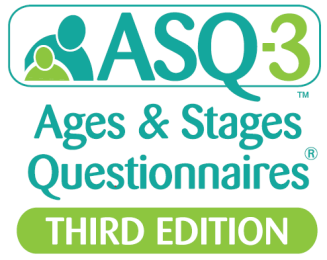 ASQ-3™
Ages & Stages
Questionnaires®
THIRD EDITION